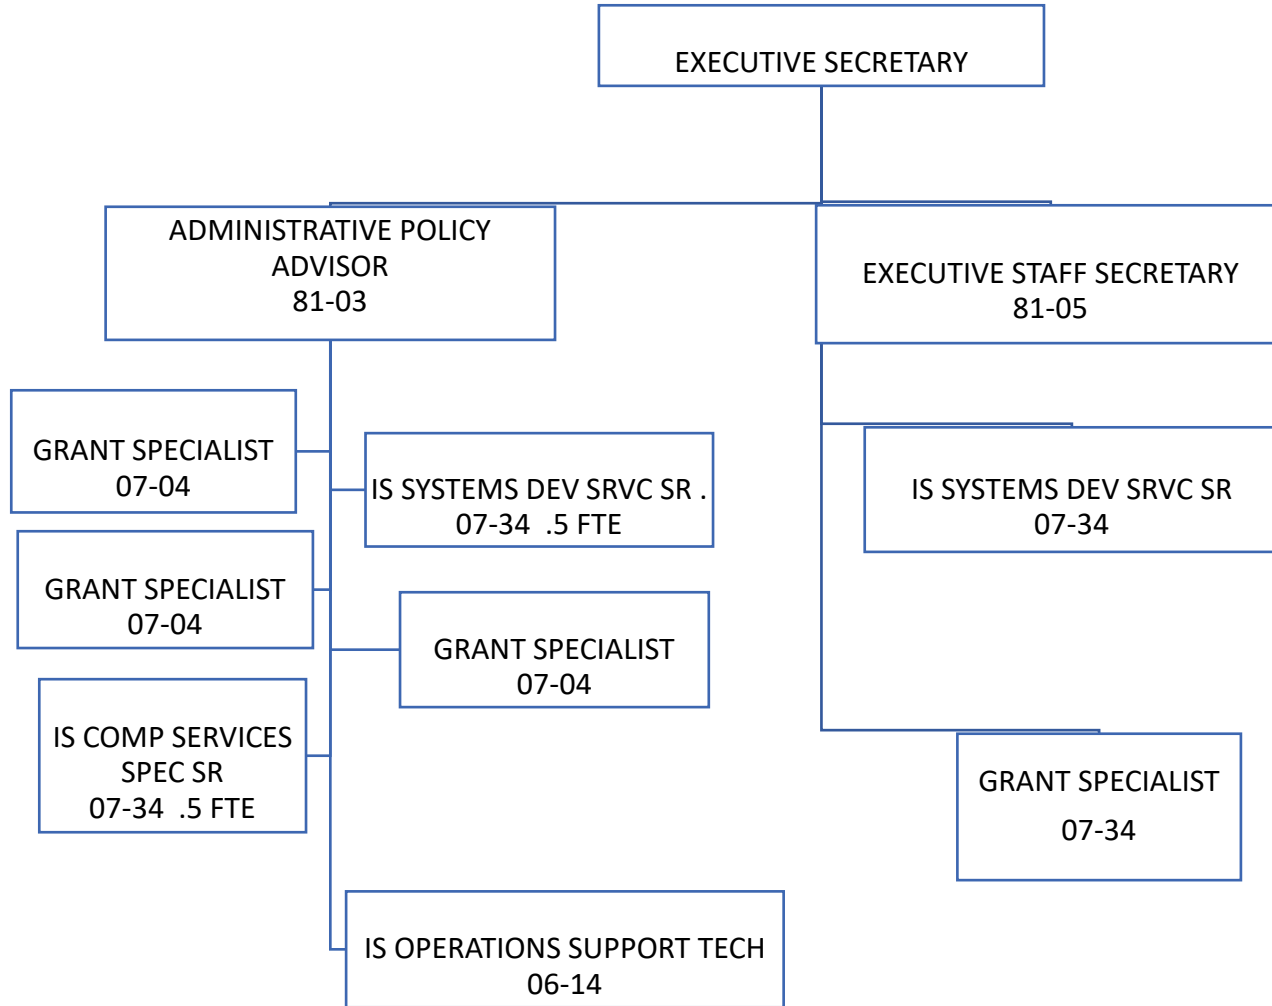 EXECUTIVE SECRETARY
ADMINISTRATIVE POLICY
ADVISOR
81-03
EXECUTIVE STAFF SECRETARY
81-05
GRANT SPECIALIST
07-04
IS SYSTEMS DEV SRVC SR .
07-34 .5 FTE
IS SYSTEMS DEV SRVC SR
07-34
GRANT SPECIALIST
07-04
GRANT SPECIALIST
07-04
IS COMP SERVICES
SPEC SR
07-34 .5 FTE
GRANT SPECIALIST
07-34
IS OPERATIONS SUPPORT TECH
06-14